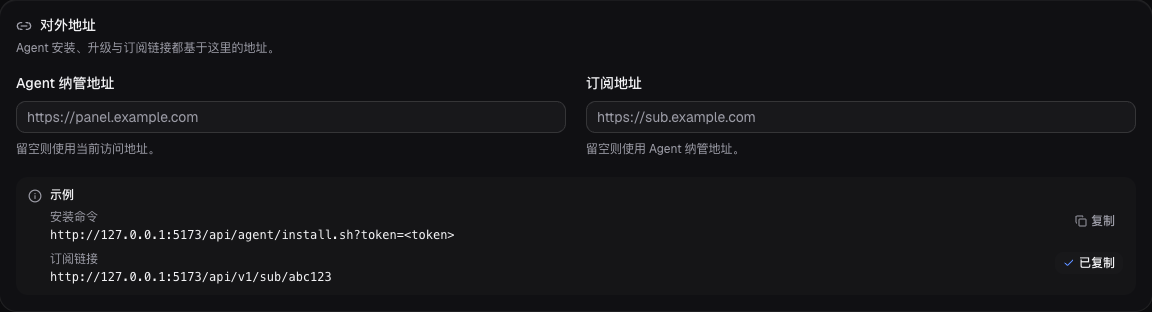 对外地址
Agent 安装、升级与订阅链接都基于这里的地址。
Agent 纳管地址
https://panel.example.com
留空则使用当前访问地址。
订阅地址
https://sub.example.com
留空则使用 Agent 纳管地址。
示例
安装命令
http://127.0.0.1:5173/api/agent/install.sh?token=<token>
复制
订阅链接
http://127.0.0.1:5173/api/v1/sub/abc123
已复制